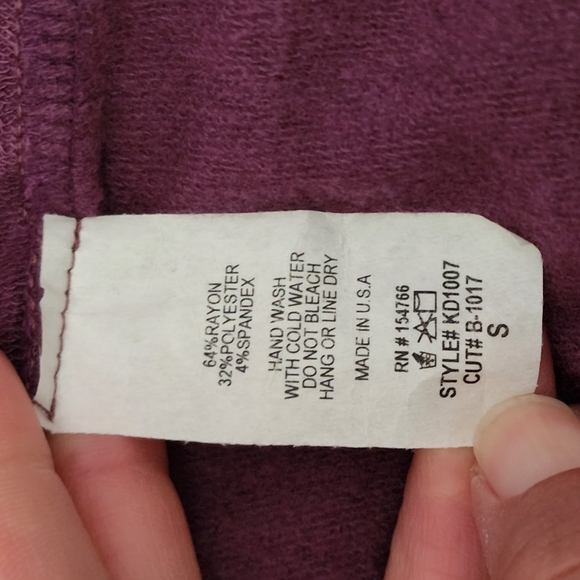 64%RAYON
32%POLYESTER
4%SPANDEX
HAND WASH
WITH COLD WATER
DO NOT BLEACH
HANG OR LINE DRY
MADE IN U.S.A
RN # 154766
STYLE# KD1007
CUT# B-1017
S